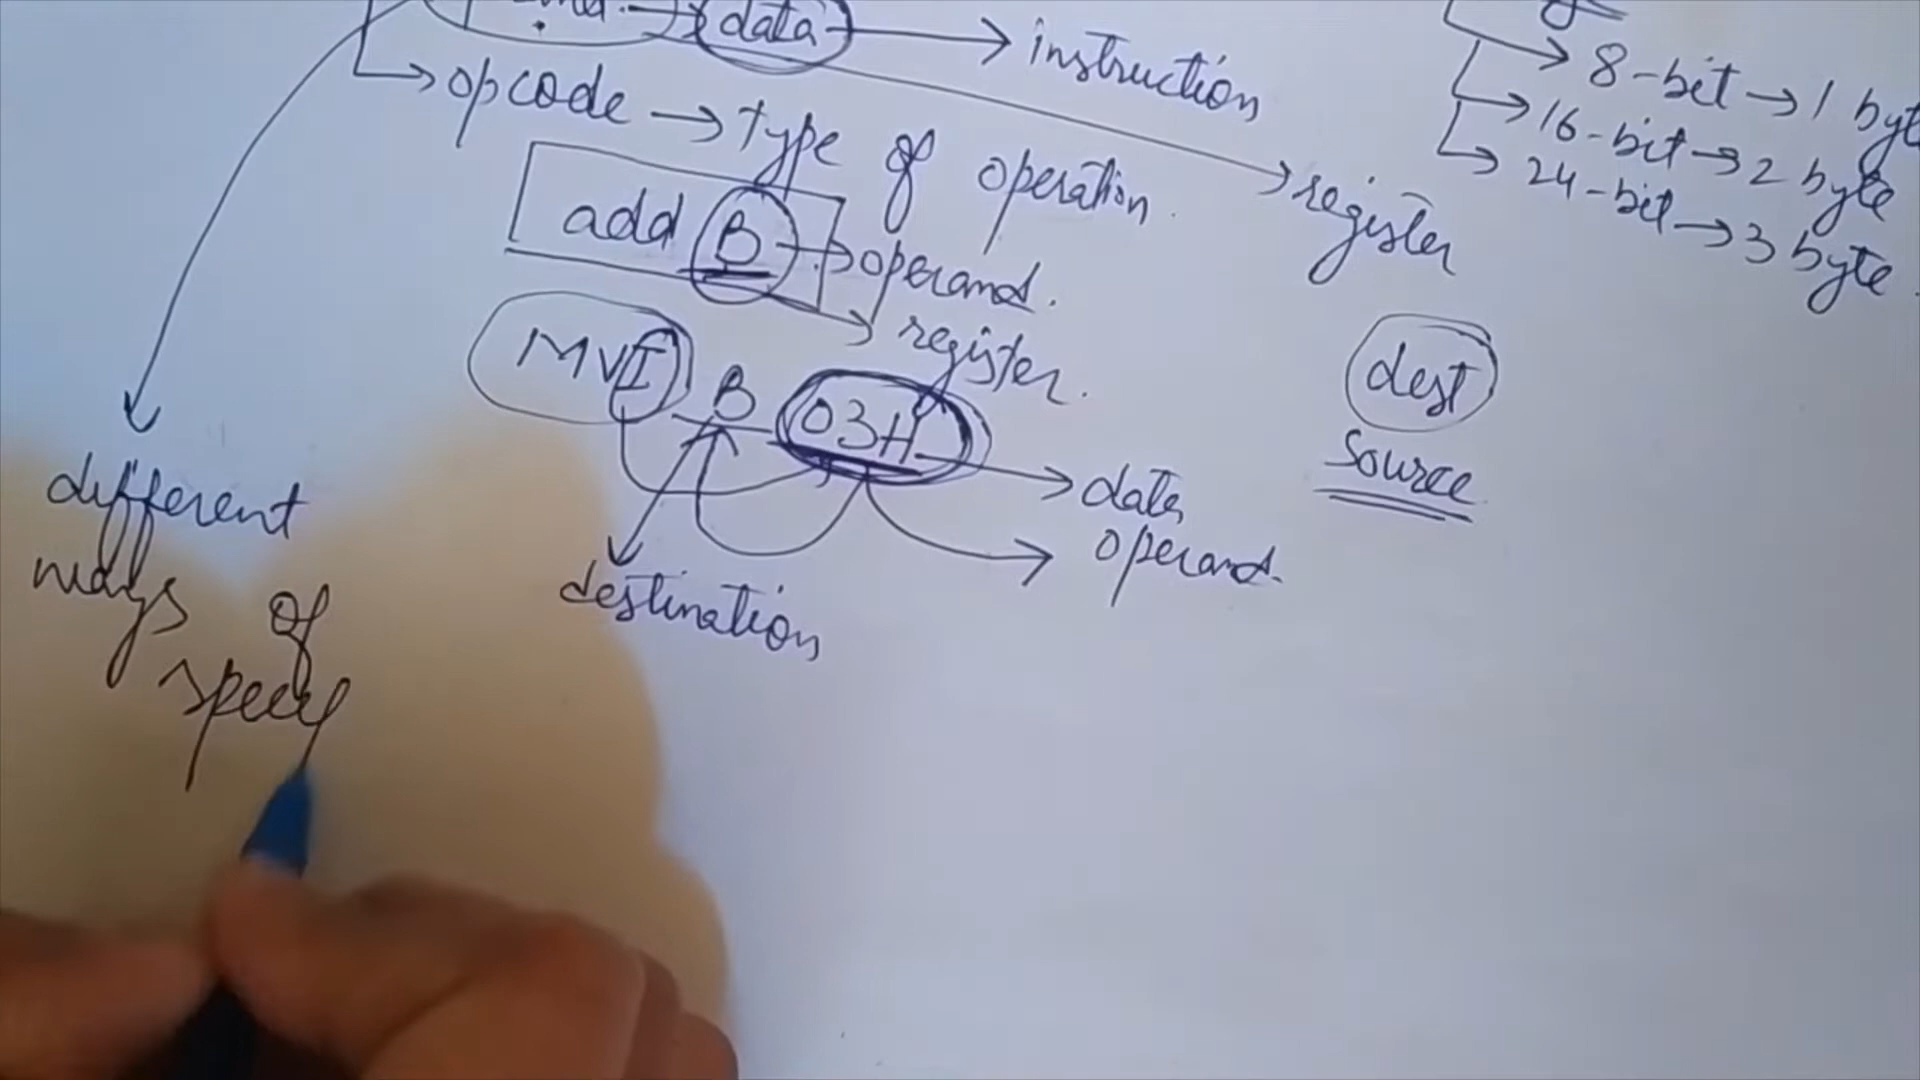 data → instruction
→ opcode → type of operation.
→ register
add B → operand.
→ register.
MVI B 03H
→ data
→ operand.
destination
different
ways of
specify
→ 8-bit → 1 byte
→ 16-bit → 2 byte
→ 24-bit → 3 byte.
dest
source